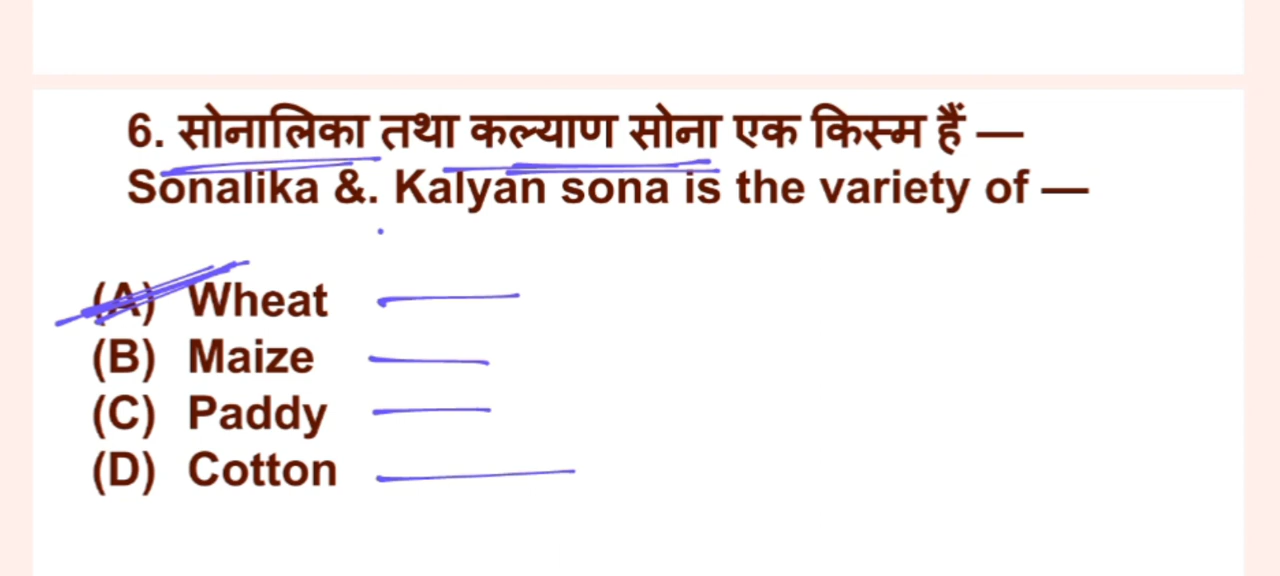 6. सोनालिका तथा कल्याण सोना एक किस्म हैं —
Sonalika &. Kalyan sona is the variety of —
(A) Wheat
(B) Maize
(C) Paddy
(D) Cotton